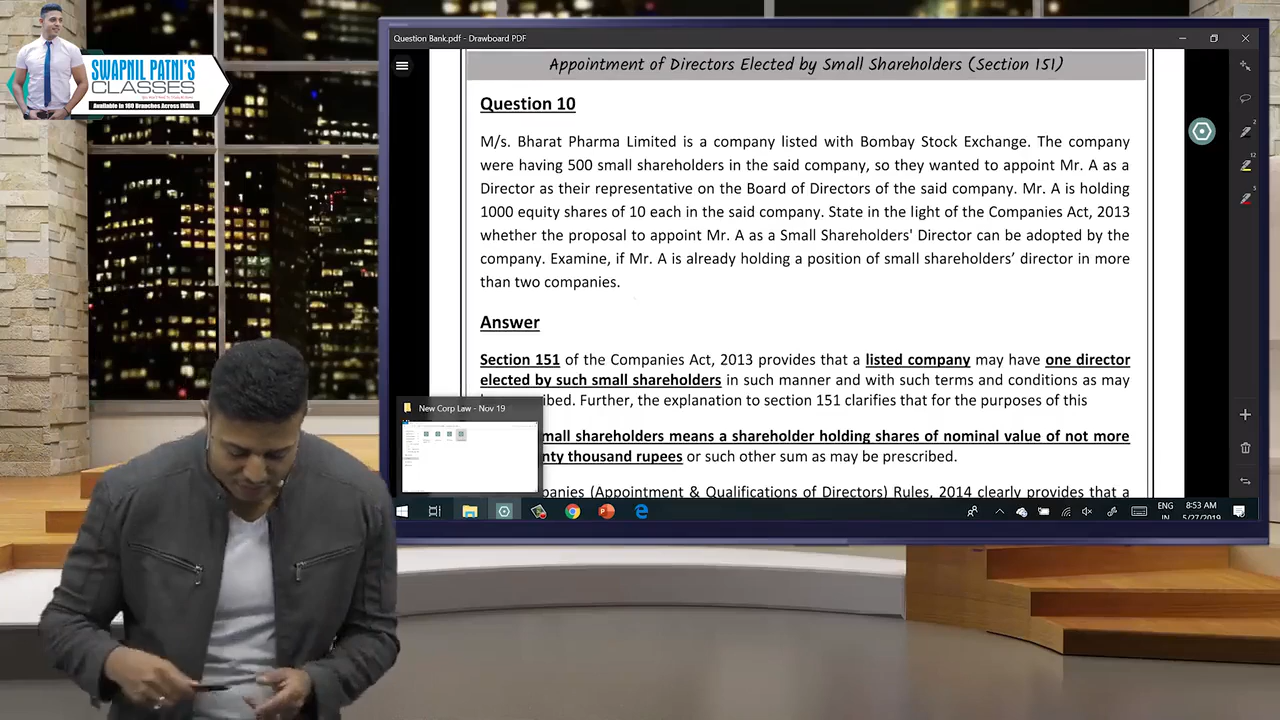 SWAPNIL PATNI'S
CLASSES
Available in 160 Branches Across INDIA
Question Bank.pdf - Drawboard PDF
Appointment of Directors Elected by Small Shareholders (Section 151)
Question 10
M/s. Bharat Pharma Limited is a company listed with Bombay Stock Exchange. The company
were having 500 small shareholders in the said company, so they wanted to appoint Mr. A as a
Director as their representative on the Board of Directors of the said company. Mr. A is holding
1000 equity shares of 10 each in the said company. State in the light of the Companies Act, 2013
whether the proposal to appoint Mr. A as a Small Shareholders' Director can be adopted by the
company. Examine, if Mr. A is already holding a position of small shareholders' director in more
than two companies.
Answer
Section 151 of the Companies Act, 2013 provides that a listed company may have one director
elected by such small shareholders in such manner and with such terms and conditions as may
Further, the explanation to section 151 clarifies that for the purposes of this
New Corp Law - Nov 19
shareholders means a shareholder holding shares of nominal value of not more
thousand rupees or such other sum as may be prescribed.
(Appointment & Qualifications of Directors) Rules, 2014 clearly provides that a
ENG
IN
8:53 AM
5/27/2019